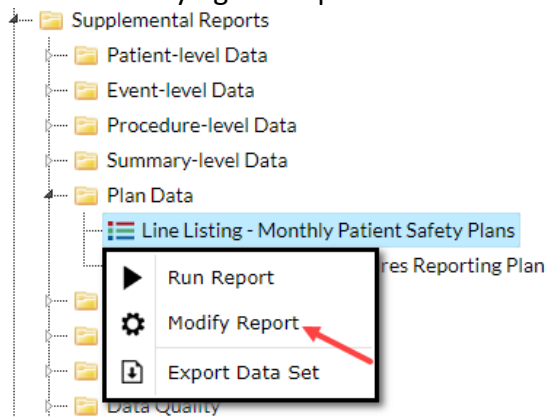 Supplemental Reports
Patient-level Data
Event-level Data
Procedure-level Data
Summary-level Data
Plan Data
Line Listing - Monthly Patient Safety Plans
res Reporting Plan
Run Report
Modify Report
Export Data Set
Data Quality